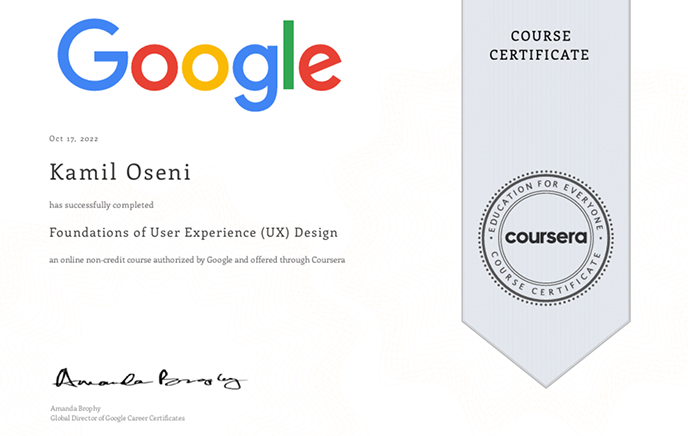 Google
COURSE
CERTIFICATE
Oct 17, 2022
Kamil Oseni
has successfully completed
Foundations of User Experience (UX) Design
an online non-credit course authorized by Google and offered through Coursera
EDUCATION FOR EVERYONE
coursera
COURSE CERTIFICATE
Amanda Brophy
Amanda Brophy
Global Director of Google Career Certificates